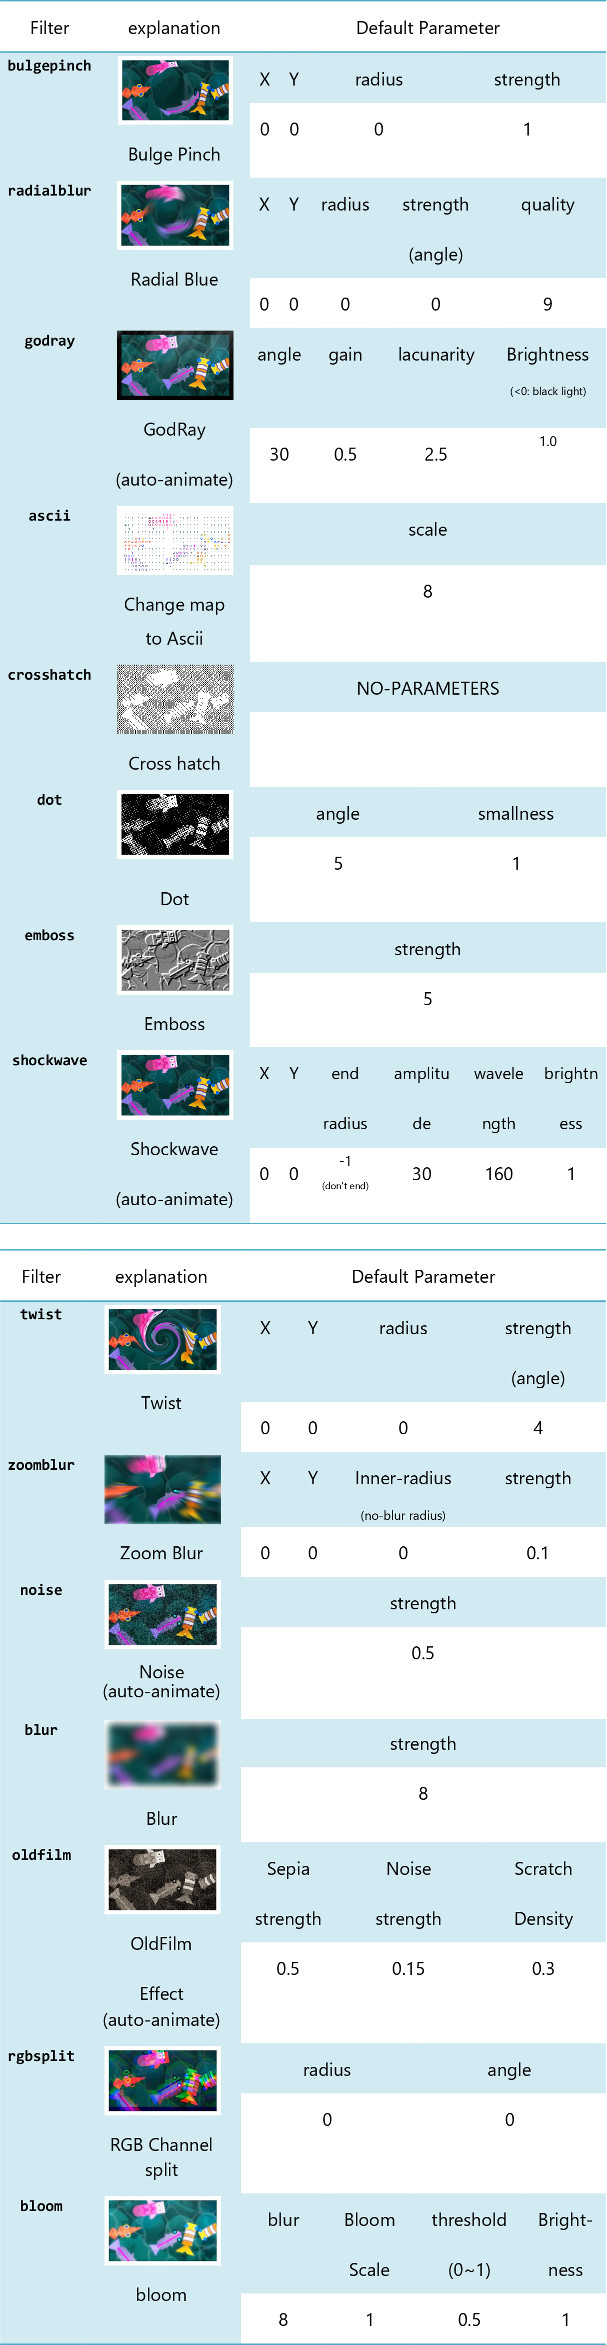 Filter explanation Default Parameter
bulgepinch
X Y radius strength
0 0 0 1
Bulge Pinch
radialblur
X Y radius strength quality
(angle)
Radial Blue
0 0 0 0 9
godray
angle gain lacunarity Brightness
(<0: black light)
GodRay
30 0.5 2.5 1.0
(auto-animate)
ascii
scale
8
Change map
to Ascii
crosshatch
NO-PARAMETERS
Cross hatch
dot
angle smallness
5 1
Dot
emboss
strength
5
Emboss
shockwave
X Y end amplitu wavele brightn
radius de ngth ess
Shockwave
0 0 -1 30 160 1
(don't end)
(auto-animate)
Filter explanation Default Parameter
twist
X Y radius strength
(angle)
Twist
0 0 0 4
zoomblur
X Y Inner-radius strength
(no-blur radius)
Zoom Blur
0 0 0 0.1
noise
strength
0.5
Noise
(auto-animate)
blur
strength
8
Blur
oldfilm
Sepia Noise Scratch
strength strength Density
OldFilm
0.5 0.15 0.3
Effect
(auto-animate)
rgbsplit
radius angle
0 0
RGB Channel
split
bloom
blur Bloom threshold Bright-
Scale (0~1) ness
bloom
8 1 0.5 1